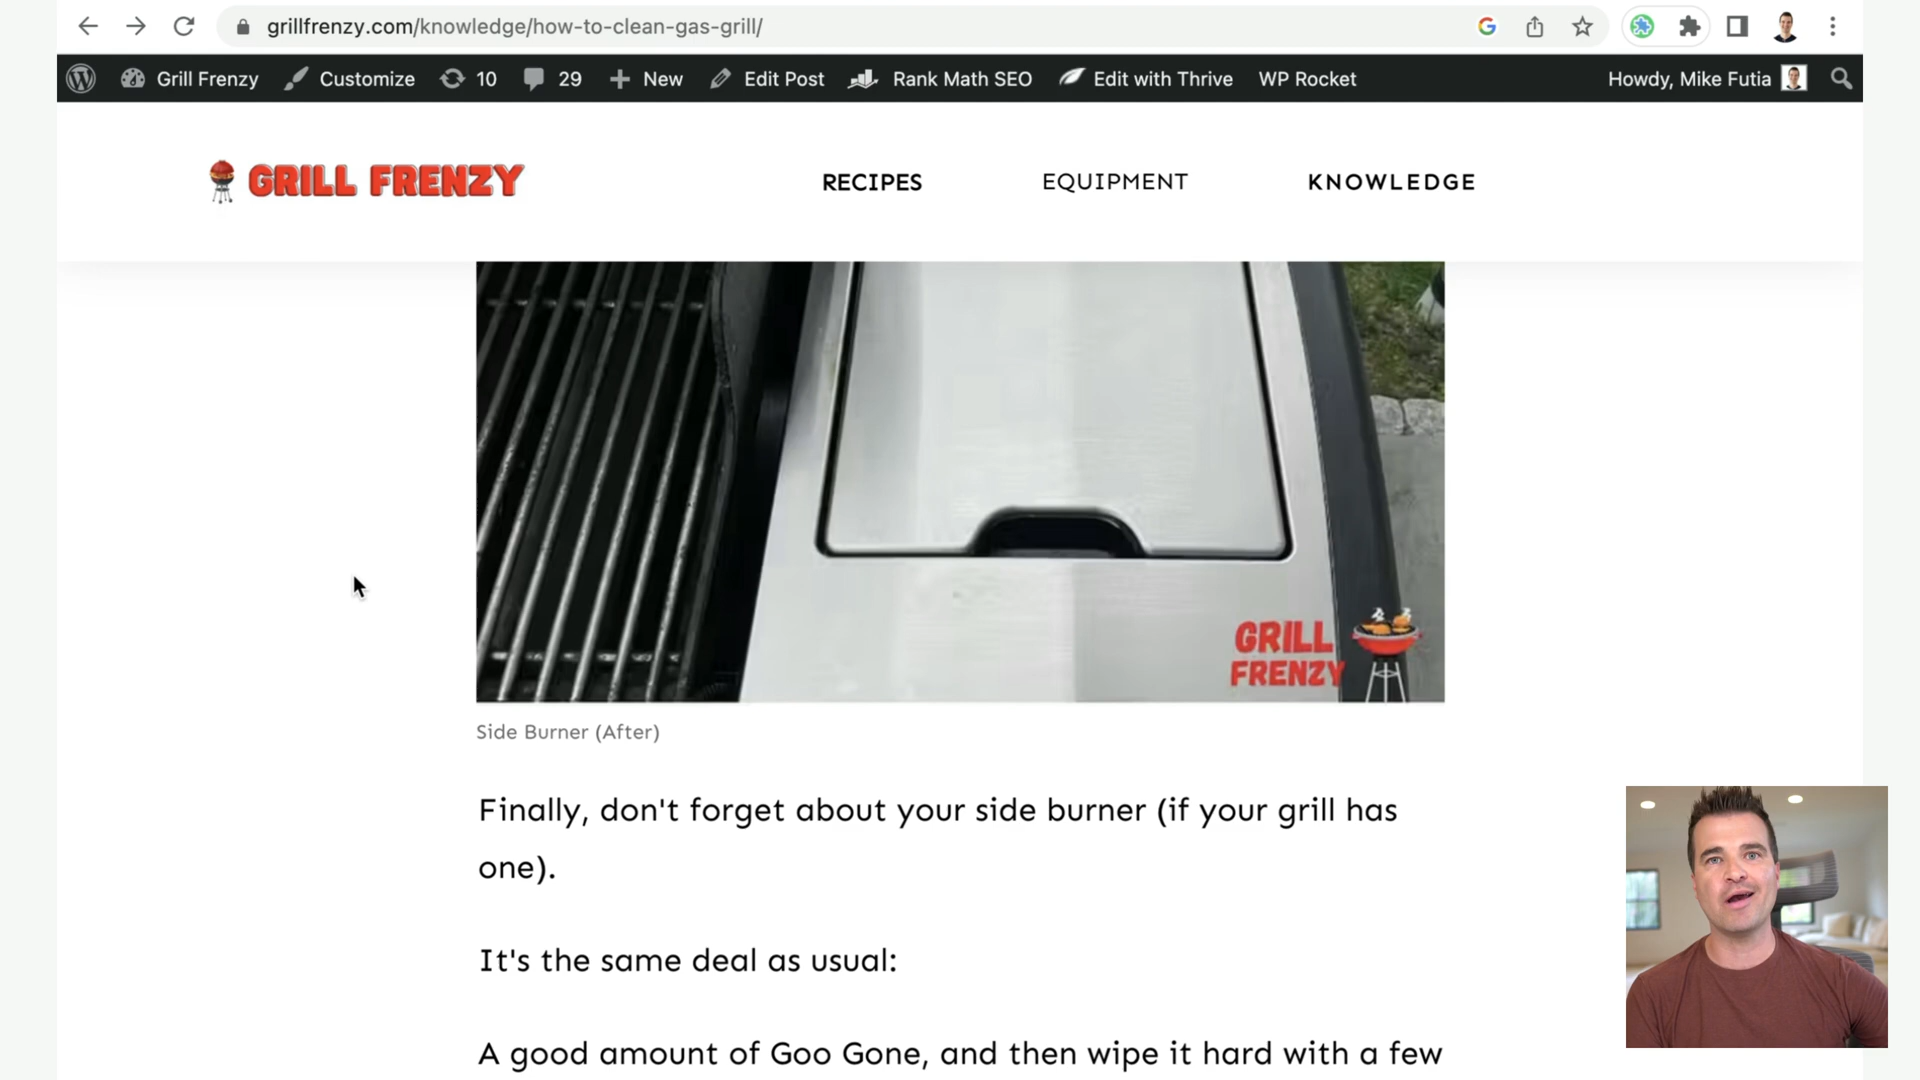 grillfrenzy.com/knowledge/how-to-clean-gas-grill/
Grill Frenzy Customize 10 29 New Edit Post Rank Math SEO Edit with Thrive WP Rocket Howdy, Mike Futia
GRILL FRENZY RECIPES EQUIPMENT KNOWLEDGE
GRILL
FRENZY
Side Burner (After)
Finally, don't forget about your side burner (if your grill has
one).
It's the same deal as usual:
A good amount of Goo Gone, and then wipe it hard with a few